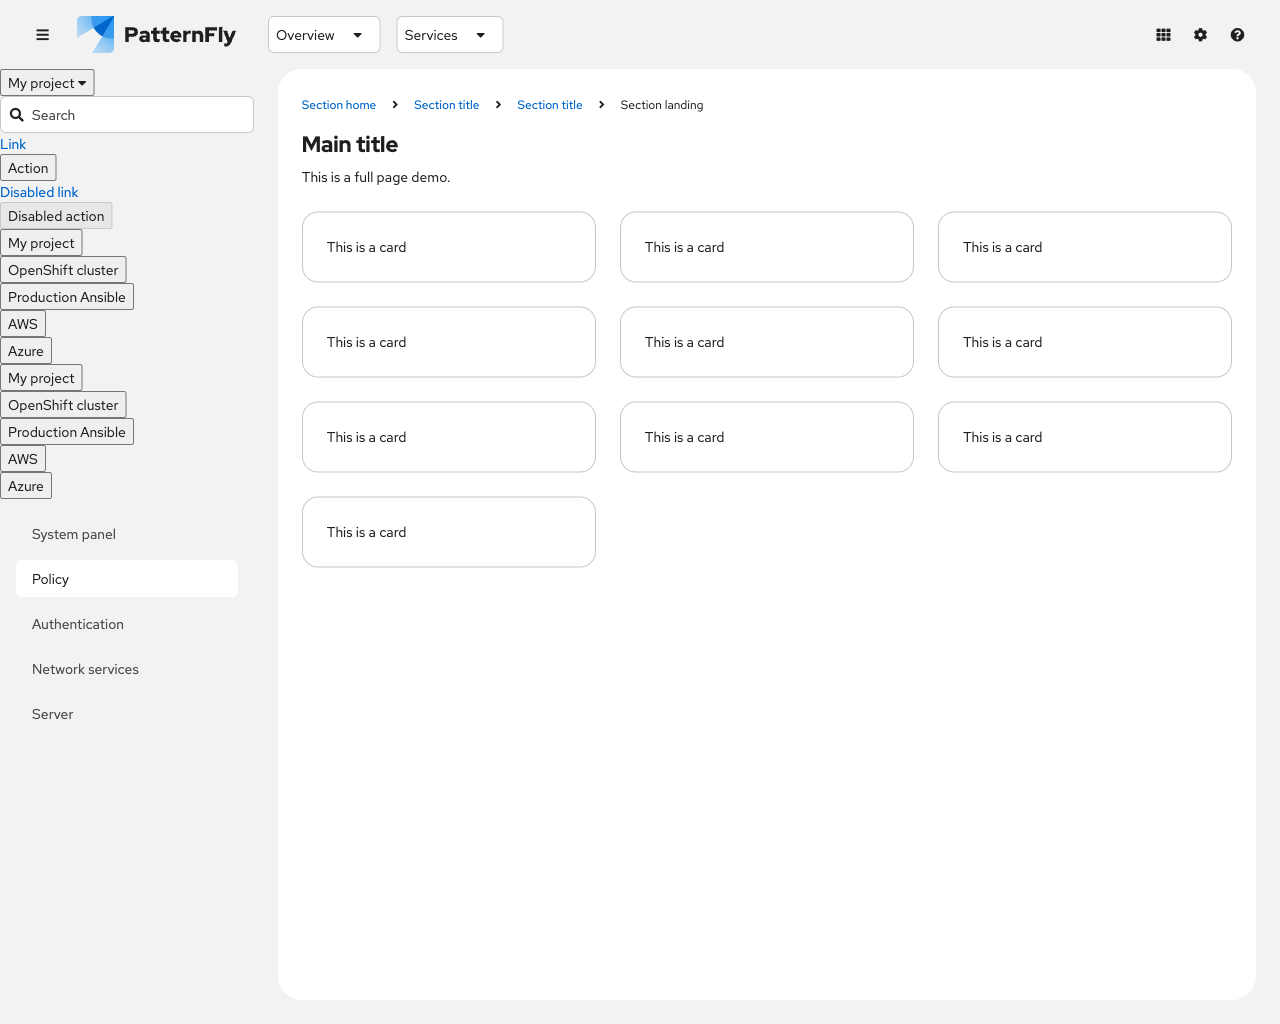 PatternFly
Overview
Services
My project
Search
Link
Action
Disabled link
Disabled action
My project
OpenShift cluster
Production Ansible
AWS
Azure
My project
OpenShift cluster
Production Ansible
AWS
Azure
System panel
Policy
Authentication
Network services
Server
Section home
Section title
Section title
Section landing
Main title
This is a full page demo.
This is a card
This is a card
This is a card
This is a card
This is a card
This is a card
This is a card
This is a card
This is a card
This is a card